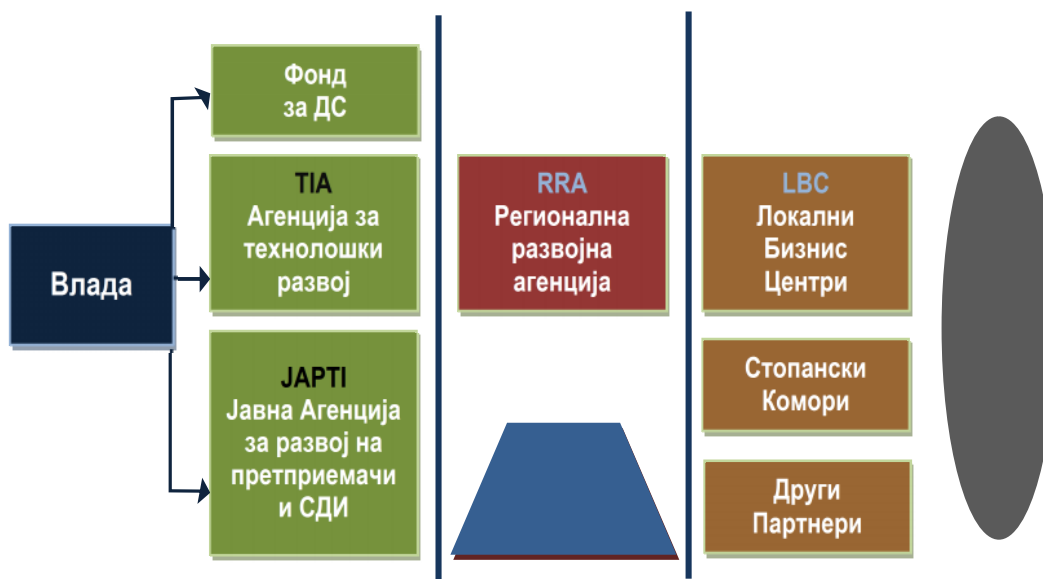 Влада
Фонд
за ДС
TIA
Агенција за
технолошки
развој
JAPTI
Јавна Агенција
за развој на
претприемачи
и СДИ
RRA
Регионална
развојна
агенција
LBC
Локални
Бизнис
Центри
Стопански
Комори
Други
Партнери